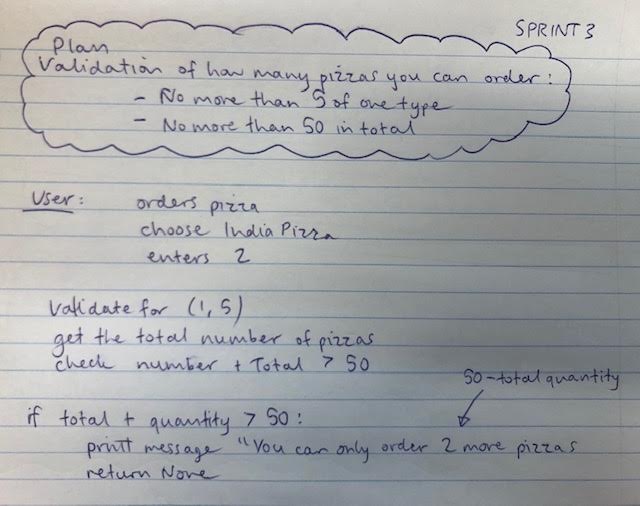 SPRINT 3
Plan
Validation of how many pizzas you can order:
- No more than 5 of one type
- No more than 50 in total
User: orders pizza
choose India Pizza
enters 2
Validate for (1, 5)
get the total number of pizzas
check number + Total > 50
50 - total quantity
if total + quantity > 50:
print message "You can only order 2 more pizzas
return None